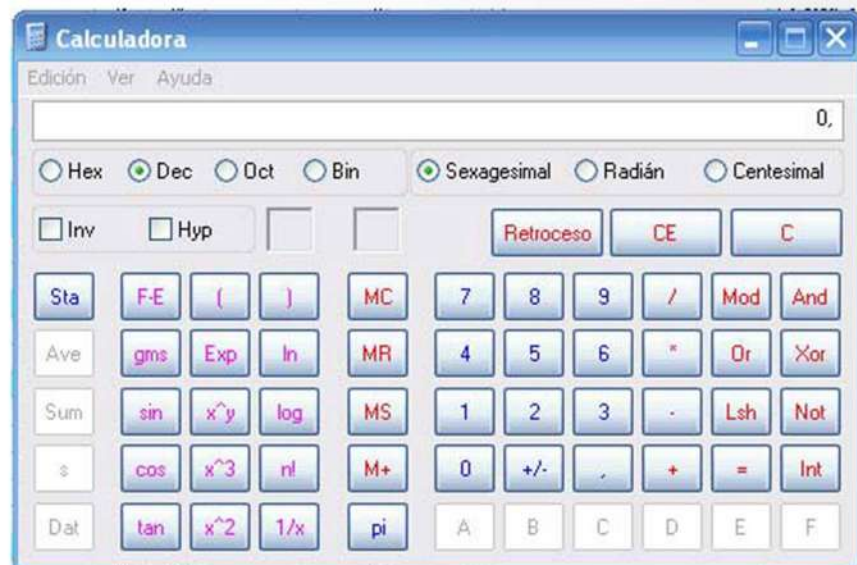 Calculadora
Edición Ver Ayuda
0,
Hex Dec Oct Bin Sexagesimal Radián Centesimal
Inv Hyp Retroceso CE C
Sta F-E ( ) MC 7 8 9 / Mod And
Ave gms Exp ln MR 4 5 6 * Or Xor
Sum sin x^y log MS 1 2 3 - Lsh Not
s cos x^3 n! M+ 0 +/- , + = Int
Dat tan x^2 1/x pi A B C D E F